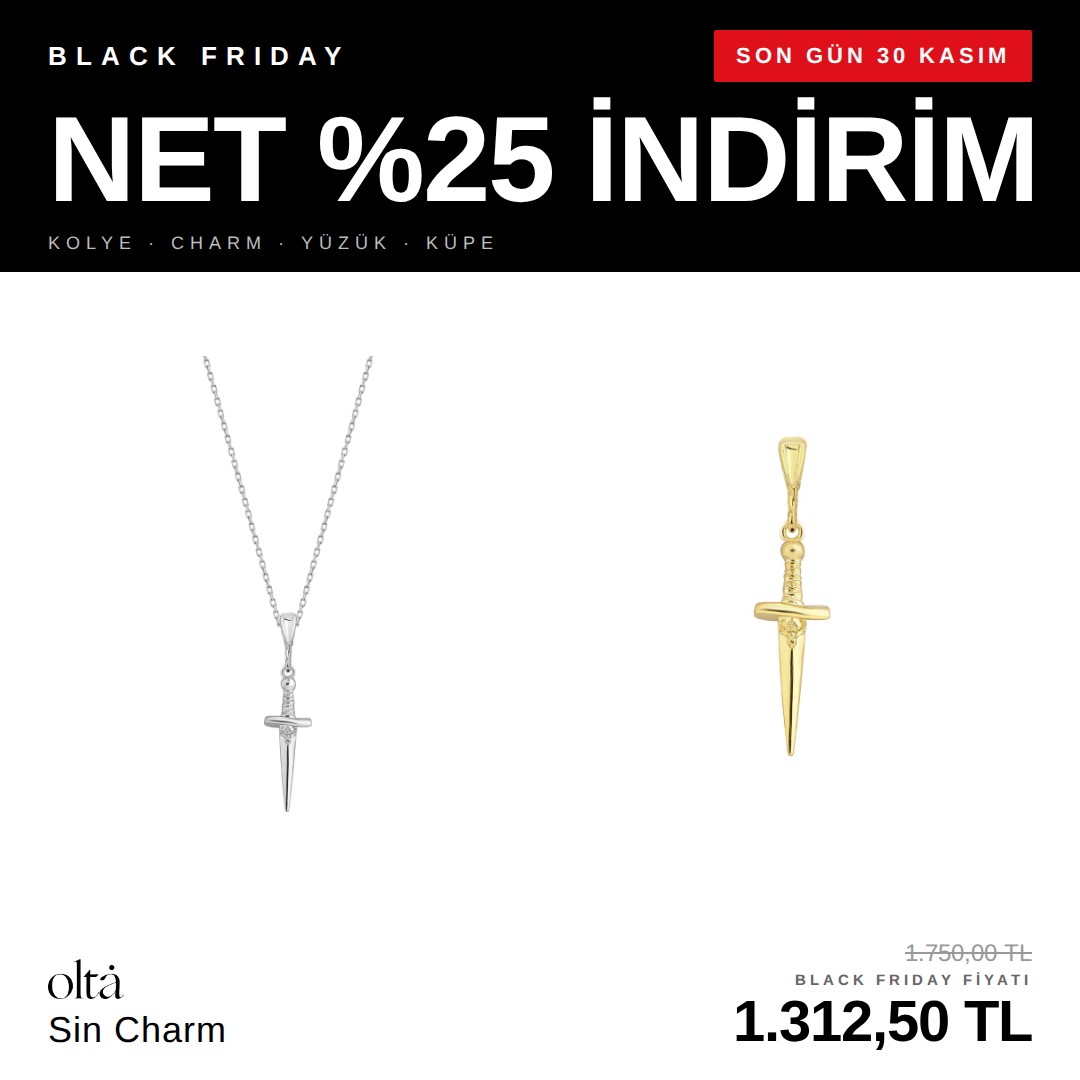 BLACK FRIDAY
SON GÜN 30 KASIM
NET %25 İNDİRİM
KOLYE · CHARM · YÜZÜK · KÜPE
olta
Sin Charm
1.750,00 TL
BLACK FRIDAY FİYATI
1.312,50 TL